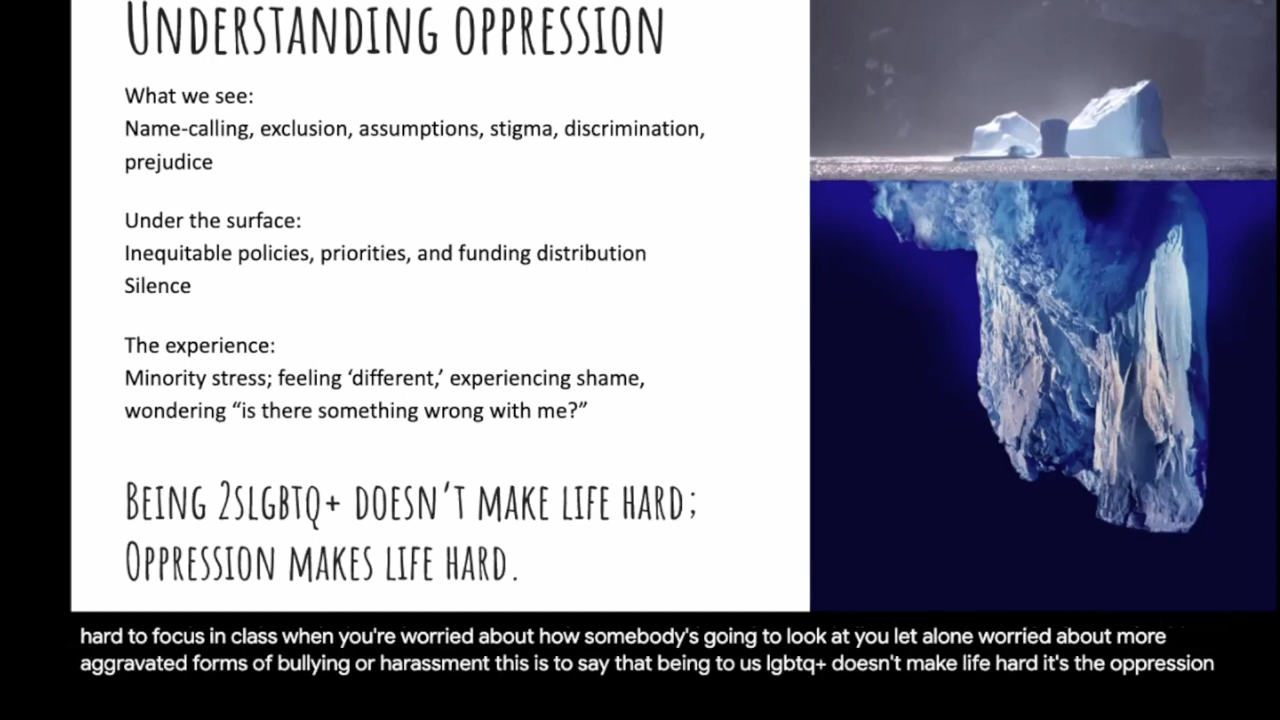 UNDERSTANDING OPPRESSION
What we see:
Name-calling, exclusion, assumptions, stigma, discrimination,
prejudice
Under the surface:
Inequitable policies, priorities, and funding distribution
Silence
The experience:
Minority stress; feeling ‘different,’ experiencing shame,
wondering “is there something wrong with me?”
BEING 2SLGBTQ+ DOESN’T MAKE LIFE HARD;
OPPRESSION MAKES LIFE HARD.
hard to focus in class when you're worried about how somebody's going to look at you let alone worried about more
aggravated forms of bullying or harassment this is to say that being to us lgbtq+ doesn't make life hard it's the oppression